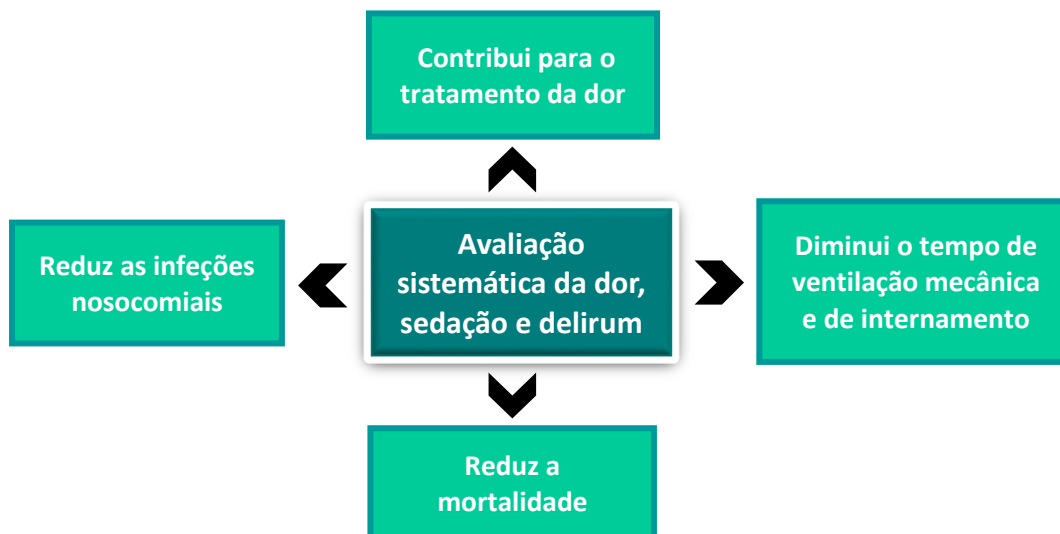 Contribui para o
tratamento da dor
Reduz as infeções
nosocomiais
Avaliação
sistemática da dor,
sedação e delirum
Diminui o tempo de
ventilação mecânica
e de internamento
Reduz a
mortalidade